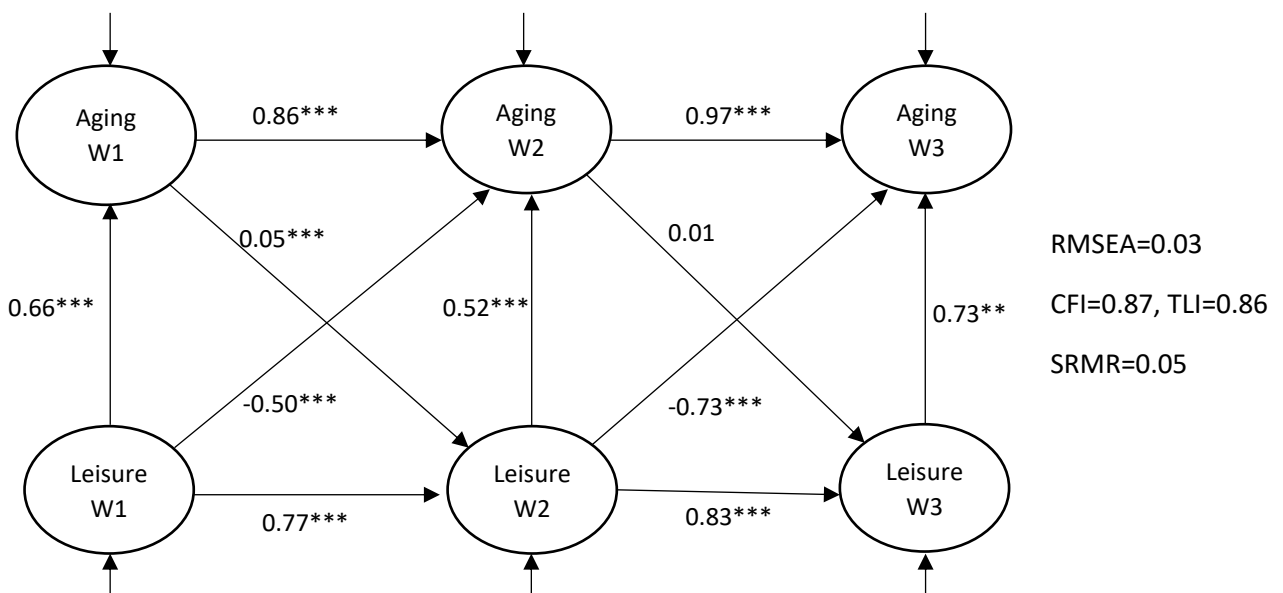 Aging
W1
0.86***
Aging
W2
0.97***
Aging
W3
0.05***
0.01
0.66***
0.52***
0.73**
-0.50***
-0.73***
Leisure
W1
0.77***
Leisure
W2
0.83***
Leisure
W3
RMSEA=0.03
CFI=0.87, TLI=0.86
SRMR=0.05